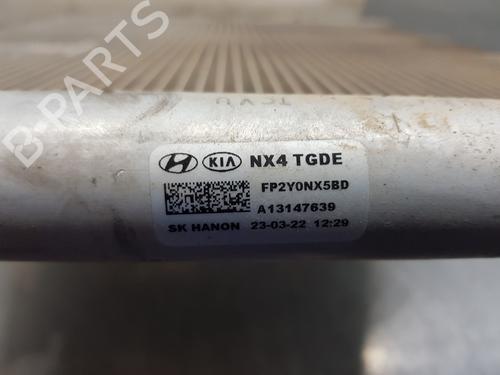 B-PARTS
KIA NX4 TGDE
FP2Y0NX5BD
A13147639
SK HANON 23-03-22 12:29